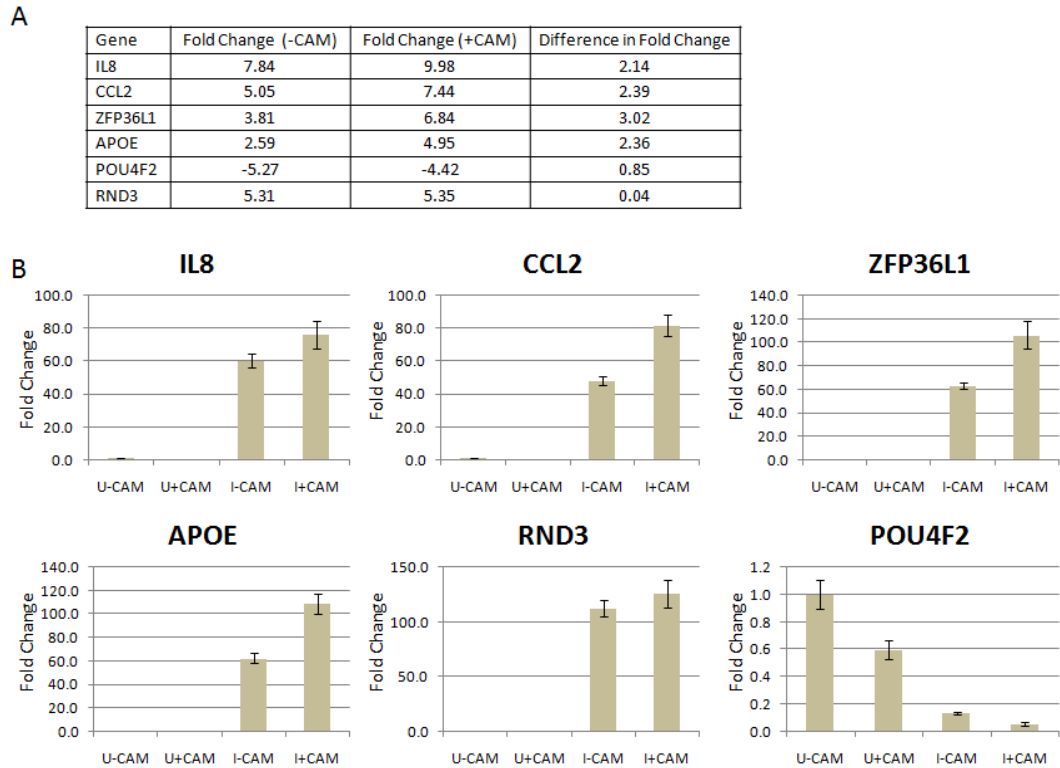 A
Gene Fold Change (-CAM) Fold Change (+CAM) Difference in Fold Change
IL8 7.84 9.98 2.14
CCL2 5.05 7.44 2.39
ZFP36L1 3.81 6.84 3.02
APOE 2.59 4.95 2.36
POU4F2 -5.27 -4.42 0.85
RND3 5.31 5.35 0.04
B
IL8
Fold Change
100.0
80.0
60.0
40.0
20.0
0.0
U-CAM U+CAM I-CAM I+CAM
CCL2
Fold Change
100.0
80.0
60.0
40.0
20.0
0.0
U-CAM U+CAM I-CAM I+CAM
ZFP36L1
Fold Change
140.0
120.0
100.0
80.0
60.0
40.0
20.0
0.0
U-CAM U+CAM I-CAM I+CAM
APOE
Fold Change
140.0
120.0
100.0
80.0
60.0
40.0
20.0
0.0
U-CAM U+CAM I-CAM I+CAM
RND3
Fold Change
150.0
100.0
50.0
0.0
U-CAM U+CAM I-CAM I+CAM
POU4F2
Fold Change
1.2
1.0
0.8
0.6
0.4
0.2
0.0
U-CAM U+CAM I-CAM I+CAM